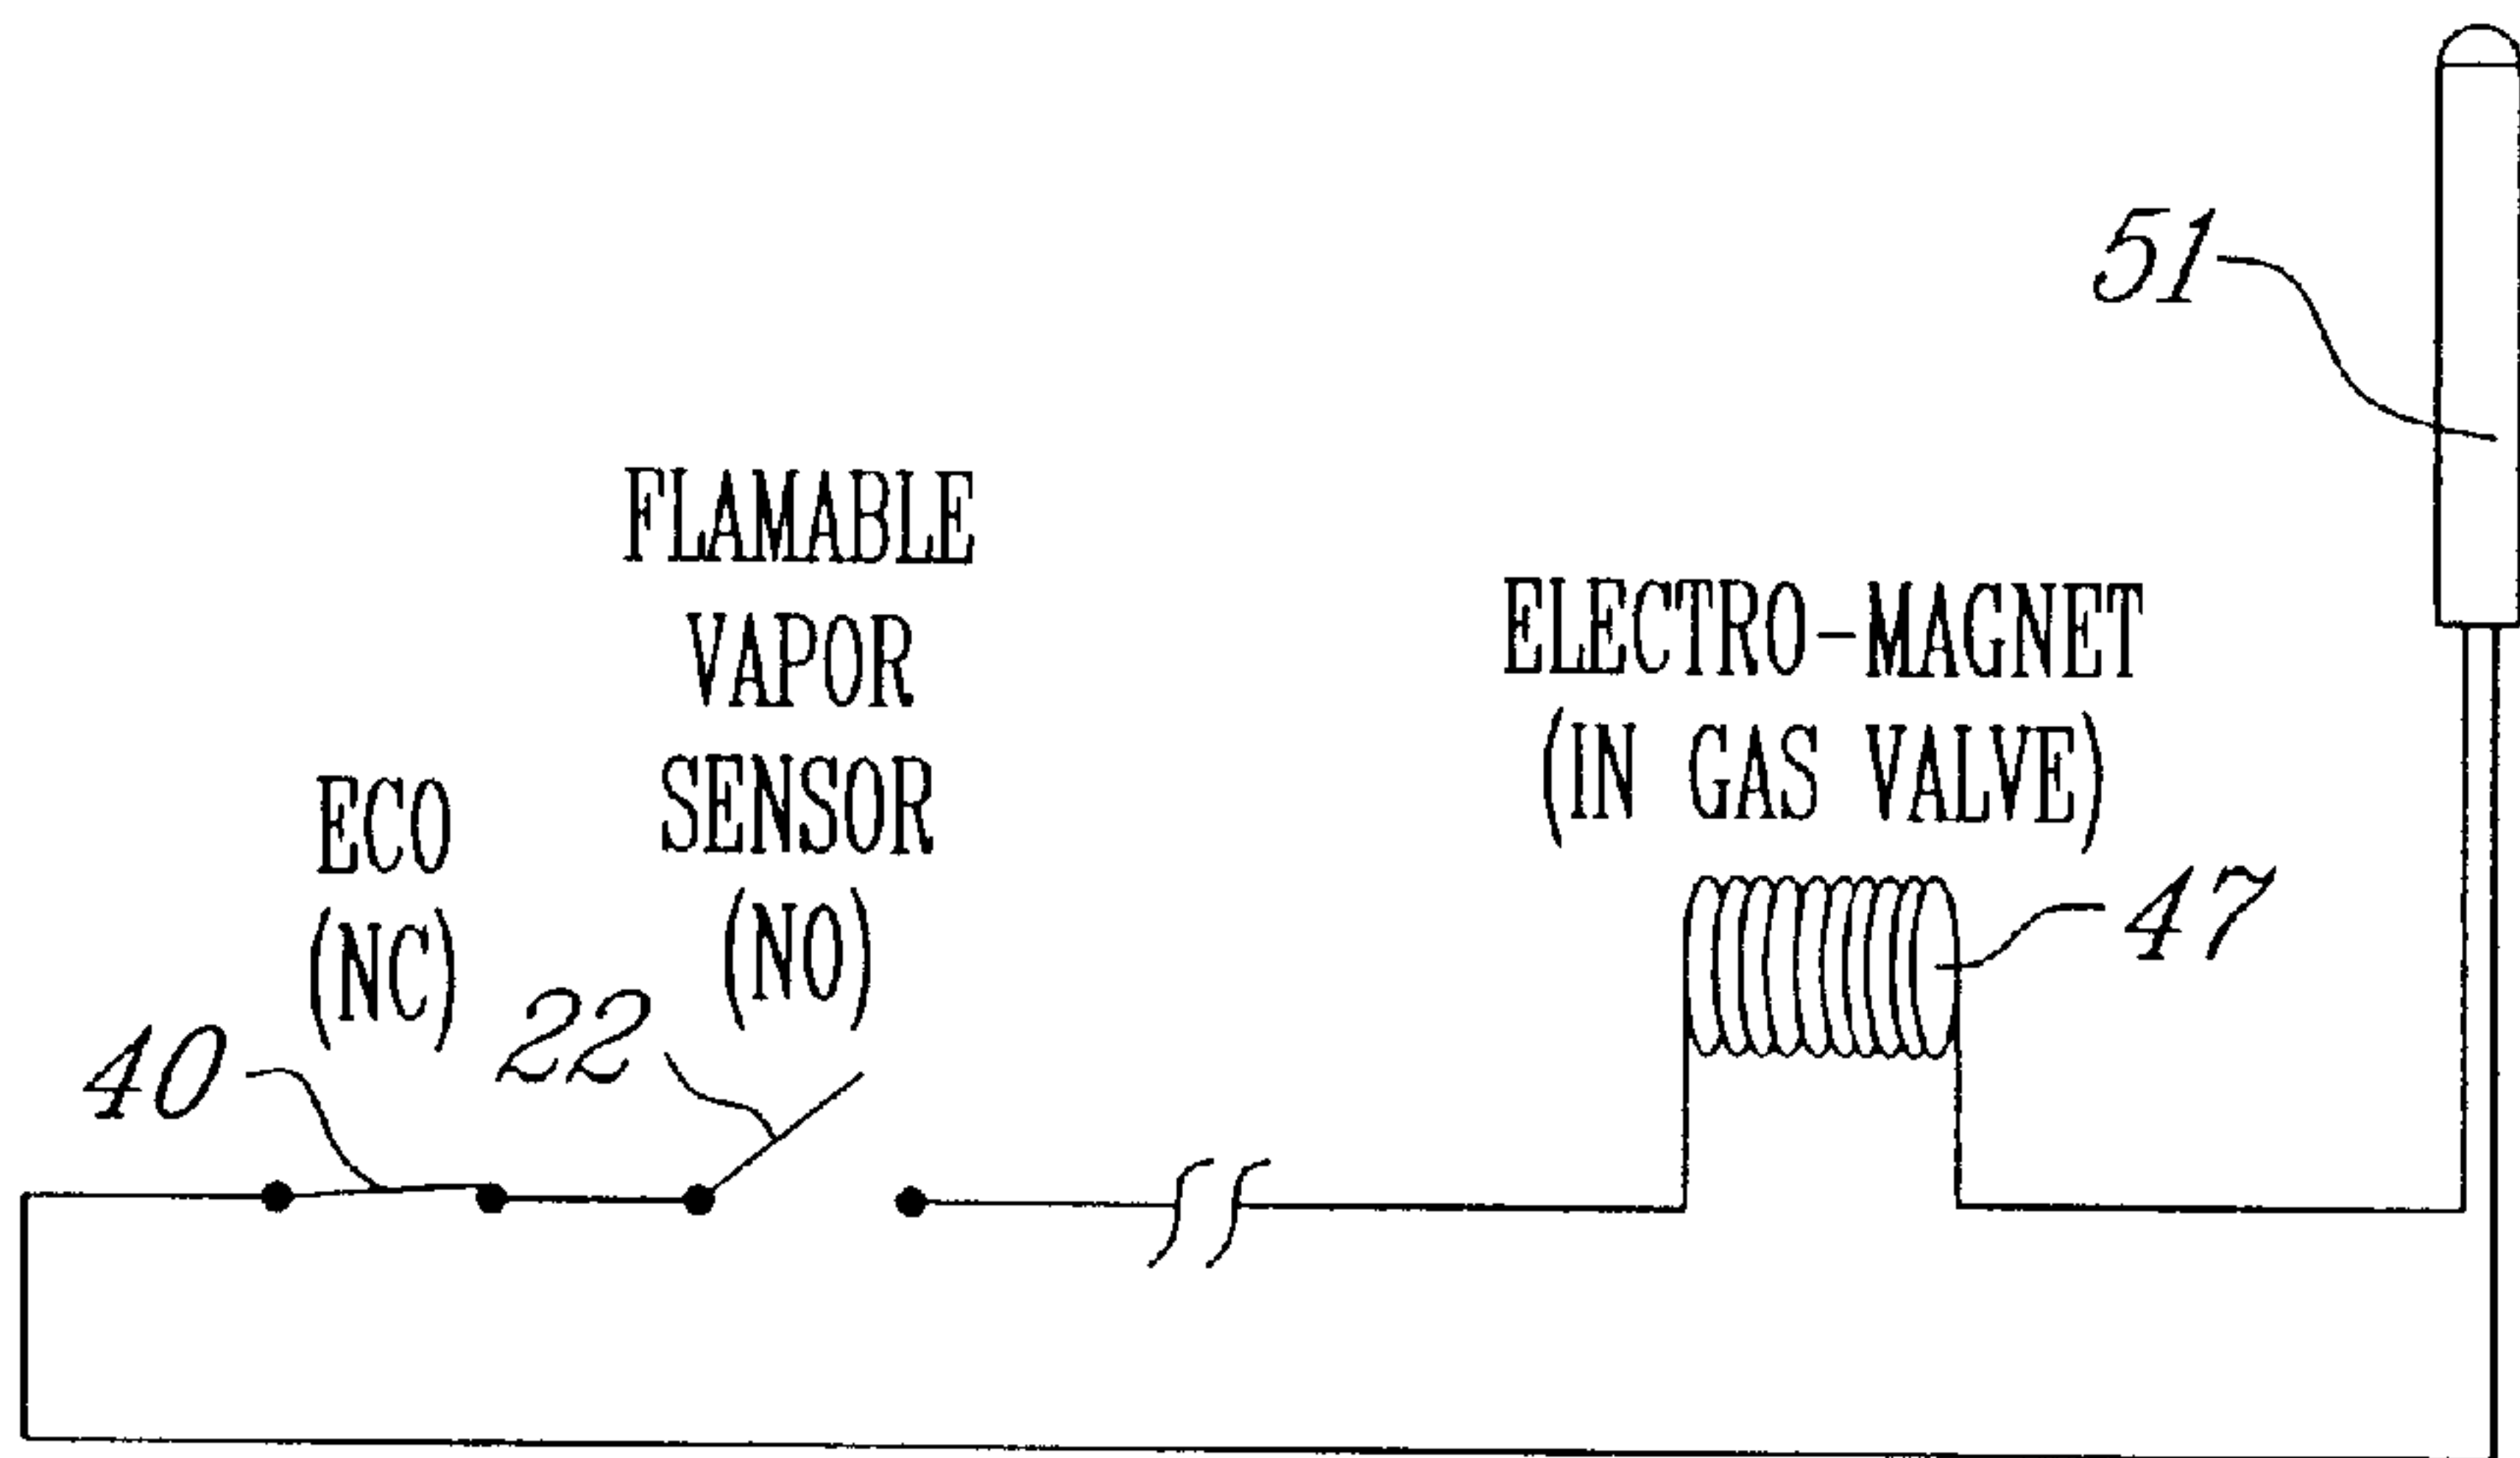 51
FLAMABLE
VAPOR
SENSOR
(NO)
ELECTRO-MAGNET
(IN GAS VALVE)
ECO
(NC)
47
22
40